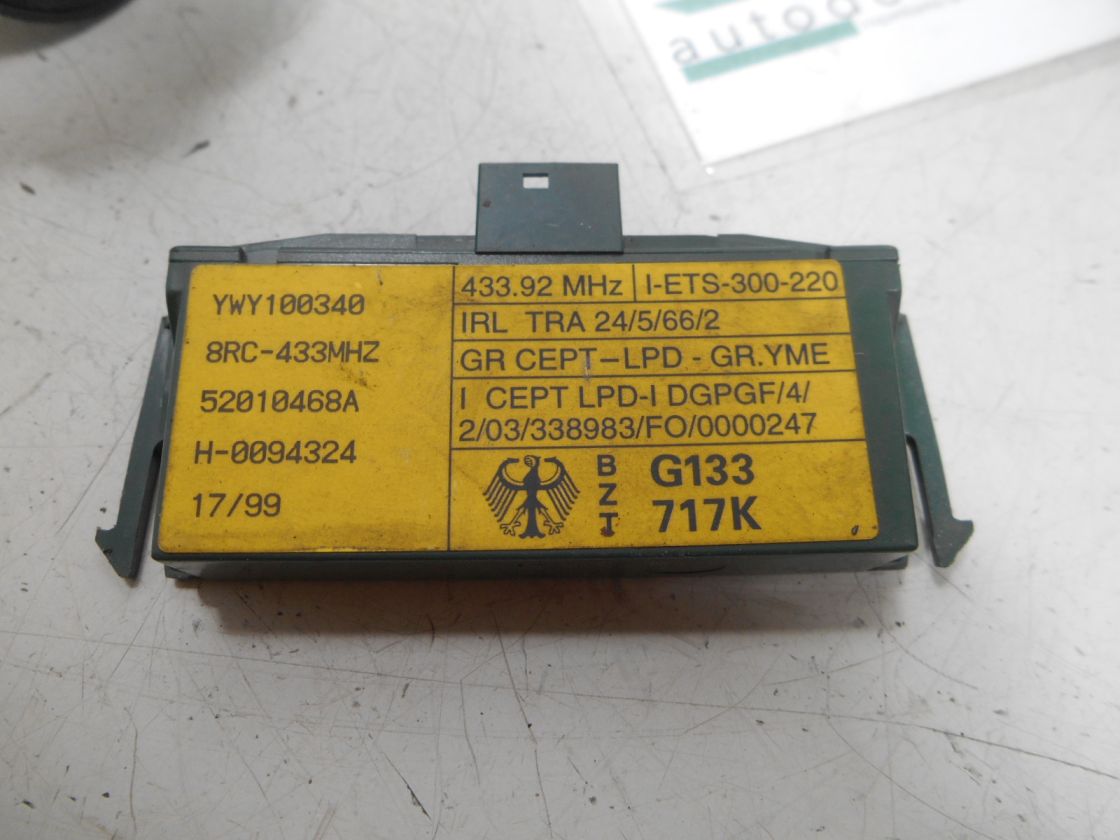 YWY100340
8RC-433MHZ
52010468A
H-0094324
17/99
433.92 MHz
I-ETS-300-220
IRL TRA 24/5/66/2
GR CEPT-LPD - GR.YME
I CEPT LPD-I DGPGF/4/
2/03/338983/FO/0000247
BZT
G133
717K